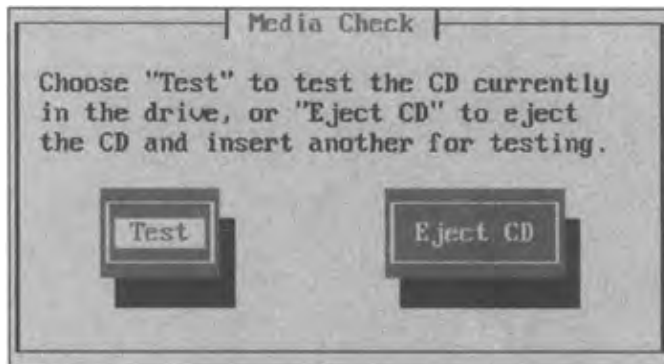 Media Check
Choose "Test" to test the CD currently
in the drive, or "Eject CD" to eject
the CD and insert another for testing.
Test Eject CD